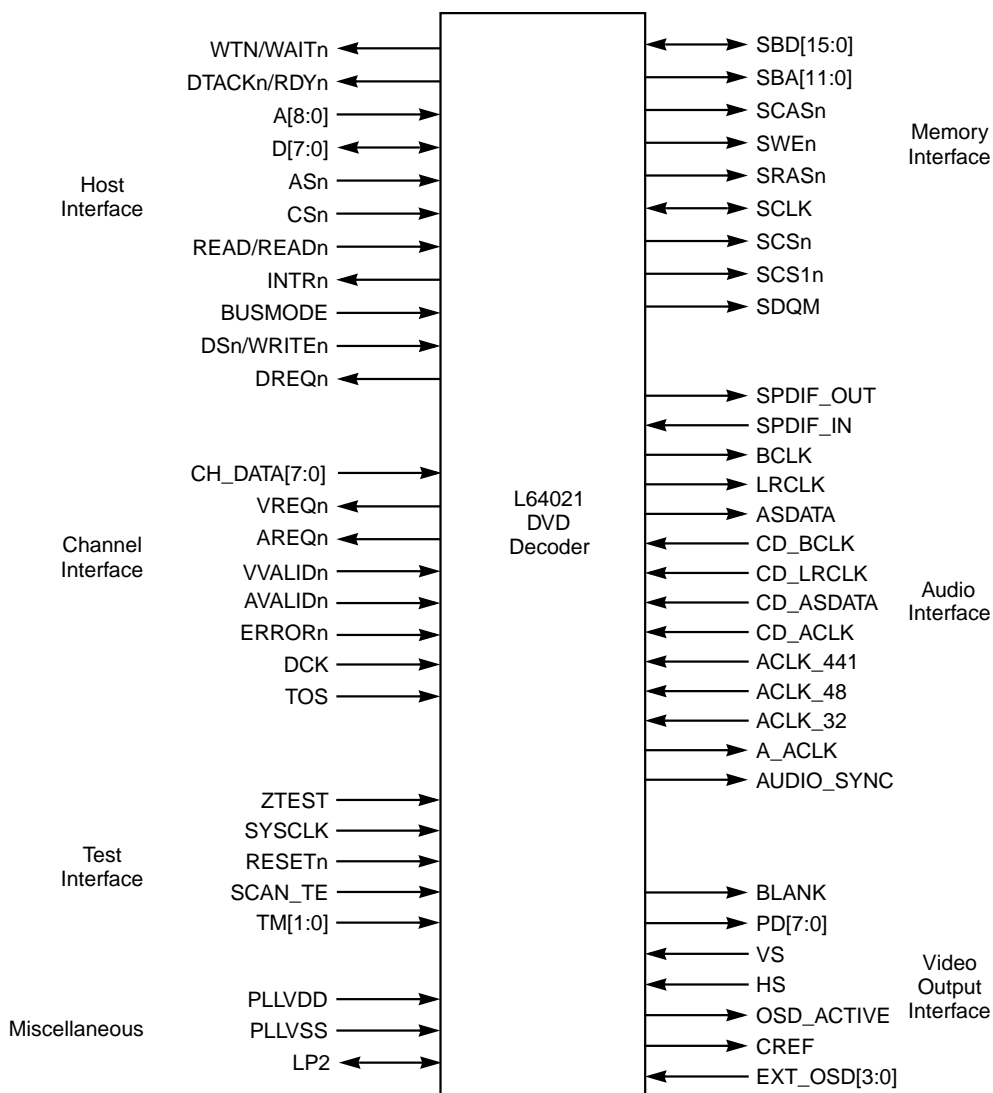 Host
Interface
WTN/WAITn
DTACKn/RDYn
A[8:0]
D[7:0]
ASn
CSn
READ/READn
INTRn
BUSMODE
DSn/WRITEn
DREQn
Channel
Interface
CH_DATA[7:0]
VREQn
AREQn
VVALIDn
AVALIDn
ERRORn
DCK
TOS
Test
Interface
ZTEST
SYSCLK
RESETn
SCAN_TE
TM[1:0]
Miscellaneous
PLLVDD
PLLVSS
LP2
L64021
DVD
Decoder
SBD[15:0]
SBA[11:0]
SCASn
SWEn
SRASn
SCLK
SCSn
SCS1n
SDQM
Memory
Interface
SPDIF_OUT
SPDIF_IN
BCLK
LRCLK
ASDATA
CD_BCLK
CD_LRCLK
CD_ASDATA
CD_ACLK
ACLK_441
ACLK_48
ACLK_32
A_ACLK
AUDIO_SYNC
Audio
Interface
BLANK
PD[7:0]
VS
HS
OSD_ACTIVE
CREF
EXT_OSD[3:0]
Video
Output
Interface